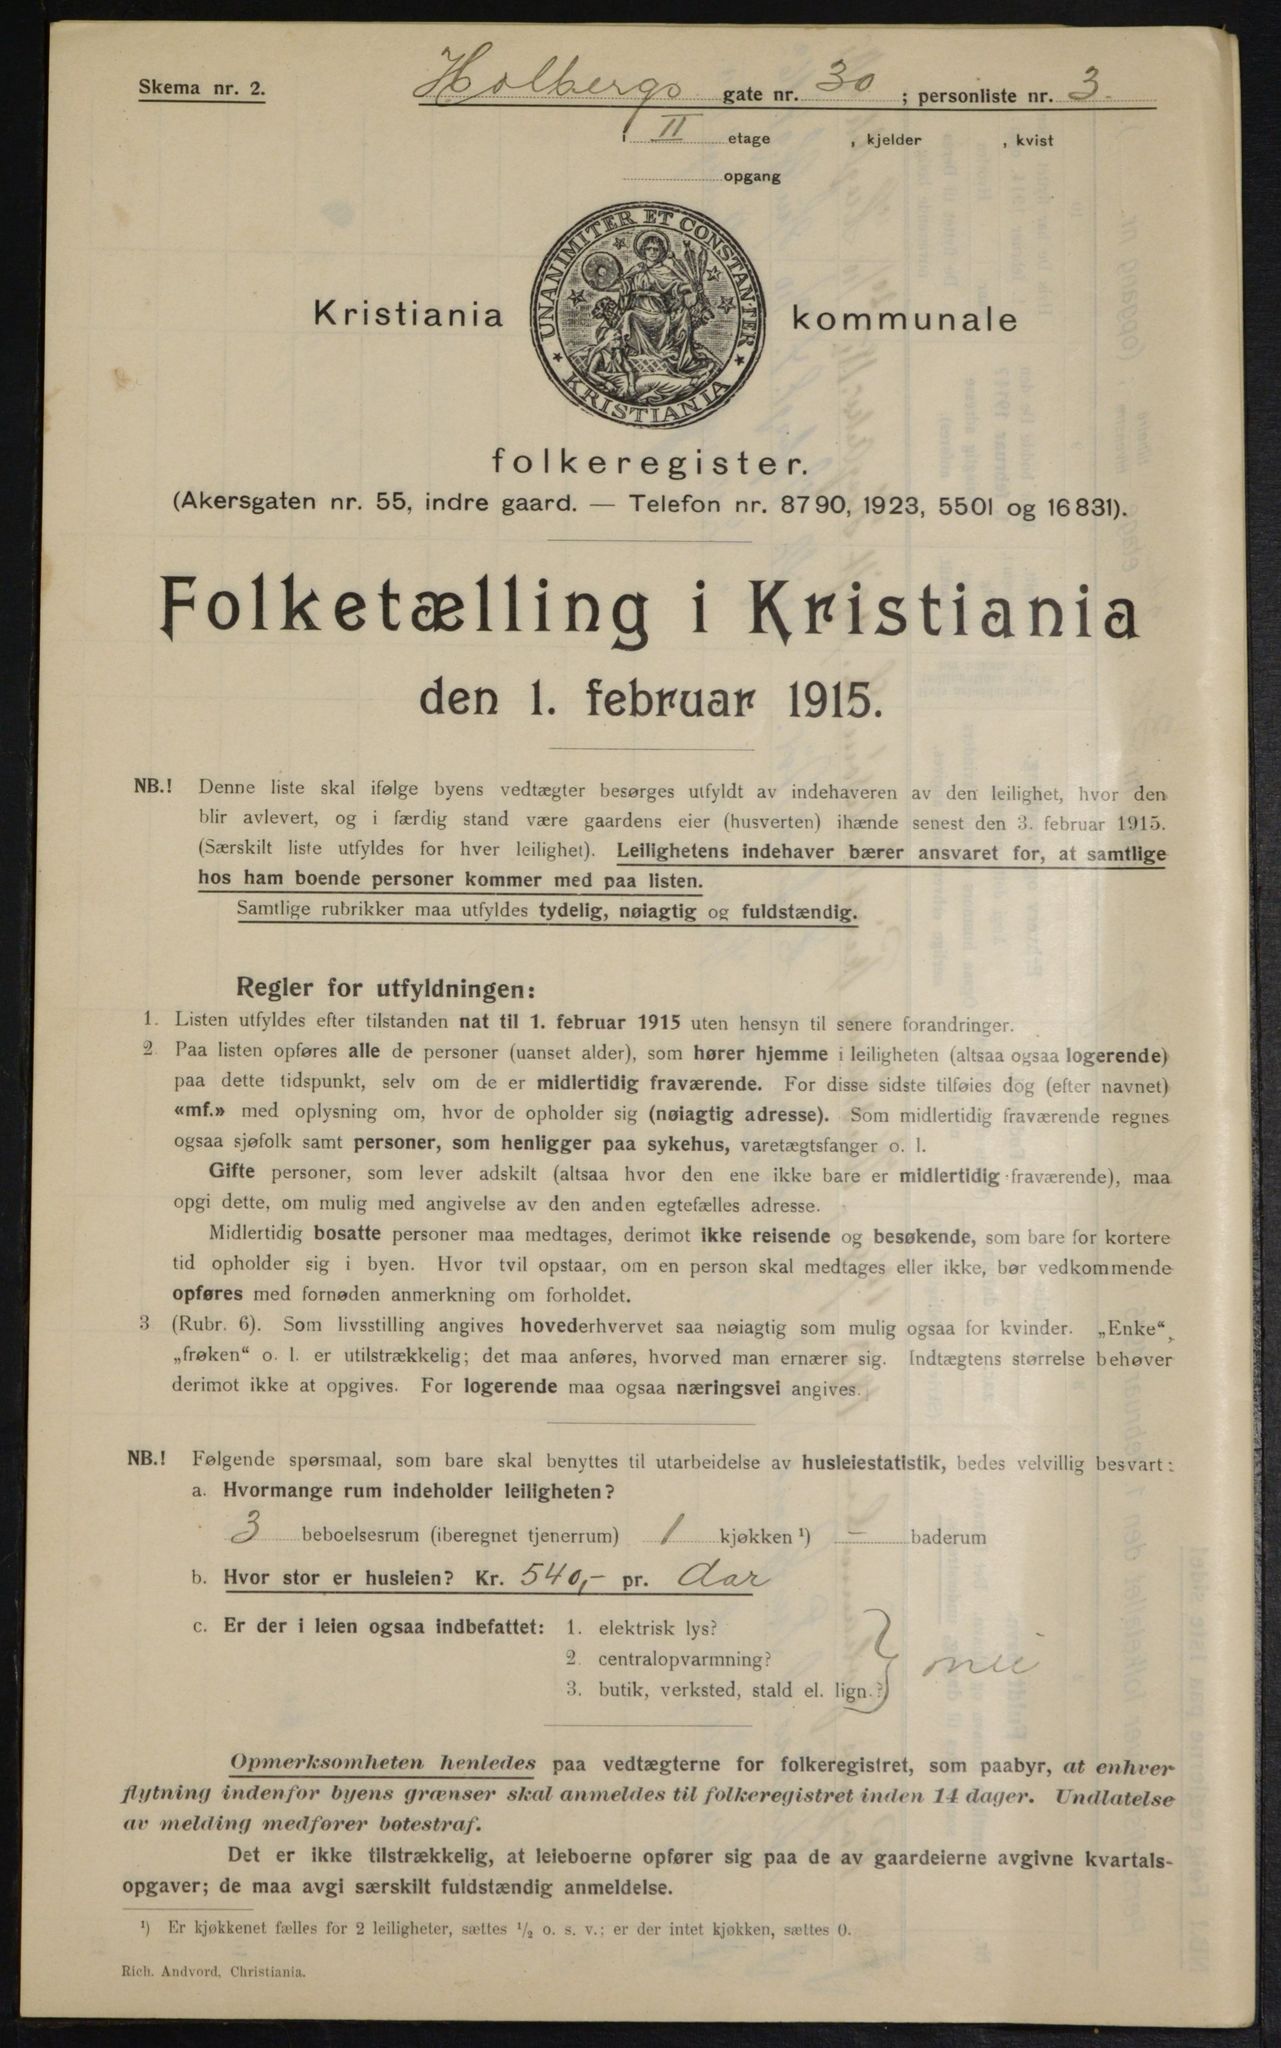 Skema nr. 2.
Holbergs gate nr. 30 ; personliste nr. 3.
i II etage , kjelder , kvist
opgang
UNANIMITER ET CONSTANTER
KRISTIANIA
Kristiania kommunale
folkeregister.
(Akersgaten nr. 55, indre gaard. — Telefon nr. 8790, 1923, 5501 og 16831).
Folketælling i Kristiania
den 1. februar 1915.
NB.! Denne liste skal ifølge byens vedtægter besørges utfyldt av indehaveren av den leilighet, hvor den
blir avlevert, og i færdig stand være gaardens eier (husverten) ihænde senest den 3. februar 1915.
(Særskilt liste utfyldes for hver leilighet). Leilighetens indehaver bærer ansvaret for, at samtlige
hos ham boende personer kommer med paa listen.
Samtlige rubrikker maa utfyldes tydelig, nøiagtig og fuldstændig.
Regler for utfyldningen:
1. Listen utfyldes efter tilstanden nat til 1. februar 1915 uten hensyn til senere forandringer.
2. Paa listen opføres alle de personer (uanset alder), som hører hjemme i leiligheten (altsaa ogsaa logerende)
paa dette tidspunkt, selv om de er midlertidig fraværende. For disse sidste tilføies dog (efter navnet)
«mf.» med oplysning om, hvor de opholder sig (nøiagtig adresse). Som midlertidig fraværende regnes
ogsaa sjøfolk samt personer, som henligger paa sykehus, varetægtsfanger o. l.
Gifte personer, som lever adskilt (altsaa hvor den ene ikke bare er midlertidig fraværende), maa
opgi dette, om mulig med angivelse av den anden egtefælles adresse.
Midlertidig bosatte personer maa medtages, derimot ikke reisende og besøkende, som bare for kortere
tid opholder sig i byen. Hvor tvil opstaar, om en person skal medtages eller ikke, bør vedkommende
opføres med fornøden anmerkning om forholdet.
3 (Rubr. 6). Som livsstilling angives hovederhvervet saa nøiagtig som mulig ogsaa for kvinder. „Enke“,
„frøken“ o. l. er utilstrækkelig; det maa anføres, hvorved man ernærer sig. Indtægtens størrelse behøver
derimot ikke at opgives. For logerende maa ogsaa næringsvei angives.
NB.! Følgende spørsmaal, som bare skal benyttes til utarbeidelse av husleiestatistik, bedes velvillig besvart:
a. Hvormange rum indeholder leiligheten?
3 beboelsesrum (iberegnet tjenerrum) 1 kjøkken ¹) – baderum
b. Hvor stor er husleien? Kr. 540,- pr. Aar
c. Er der i leien ogsaa indbefattet: 1. elektrisk lys?
2. centralopvarmning?
3. butik, verksted, stald el. lign.? } nei
Opmerksomheten henledes paa vedtægterne for folkeregistret, som paabyr, at enhver
flytning indenfor byens grænser skal anmeldes til folkeregistret inden 14 dager. Undlatelse
av melding medfører bøtestraf.
Det er ikke tilstrækkelig, at leieboerne opfører sig paa de av gaardeierne avgivne kvartals-
opgaver; de maa avgi særskilt fuldstændig anmeldelse.
¹) Er kjøkkenet fælles for 2 leiligheter, sættes ½ o. s. v.; er der intet kjøkken, sættes 0.
Rich. Andvord, Christiania.